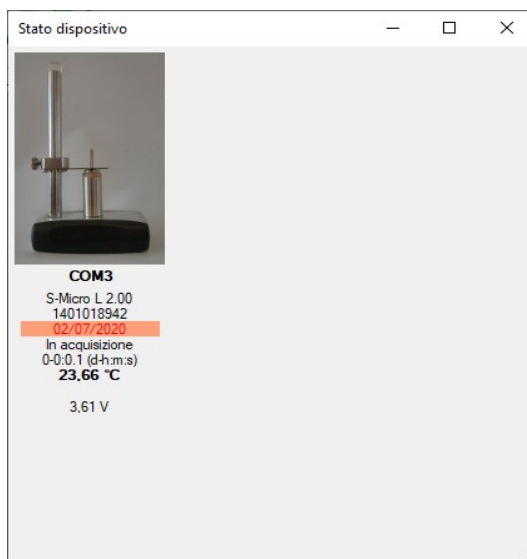 Stato dispositivo
COM3
S-Micro L 2.00
1401018942
02/07/2020
In acquisizione
0-0:0.1 (d-h:m:s)
23,66 °C
3,61 V